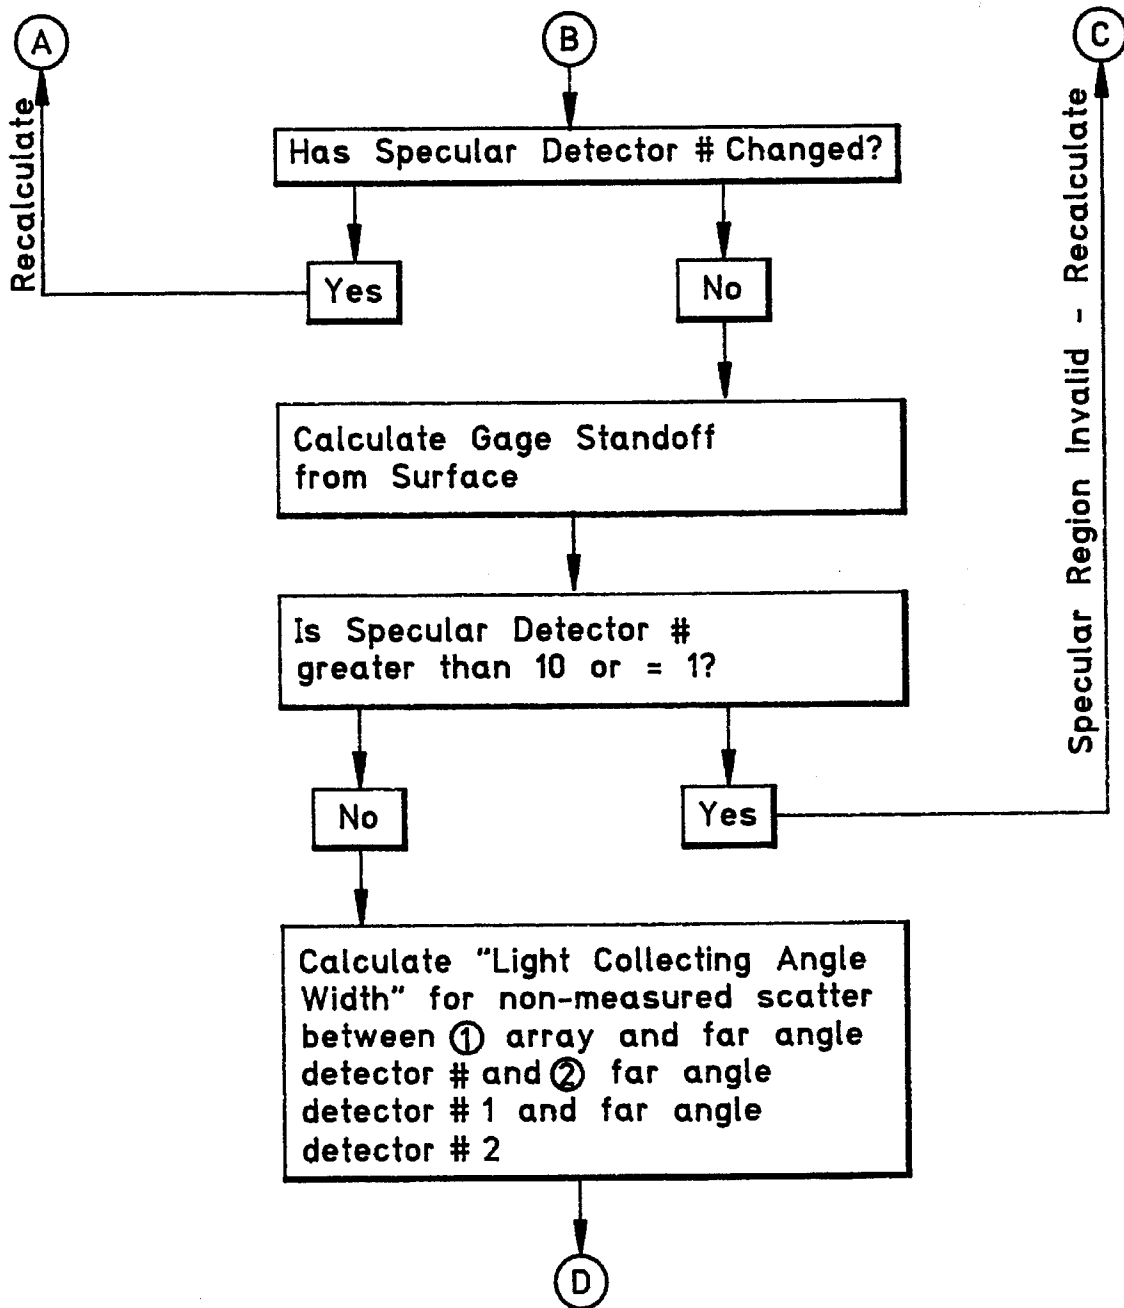 A
B
C
Recalculate
Has Specular Detector # Changed?
Yes
No
Specular Region Invalid - Recalculate
Calculate Gage Standoff
from Surface
Is Specular Detector #
greater than 10 or = 1?
No
Yes
Calculate "Light Collecting Angle
Width" for non-measured scatter
between ① array and far angle
detector # and ② far angle
detector # 1 and far angle
detector # 2
D